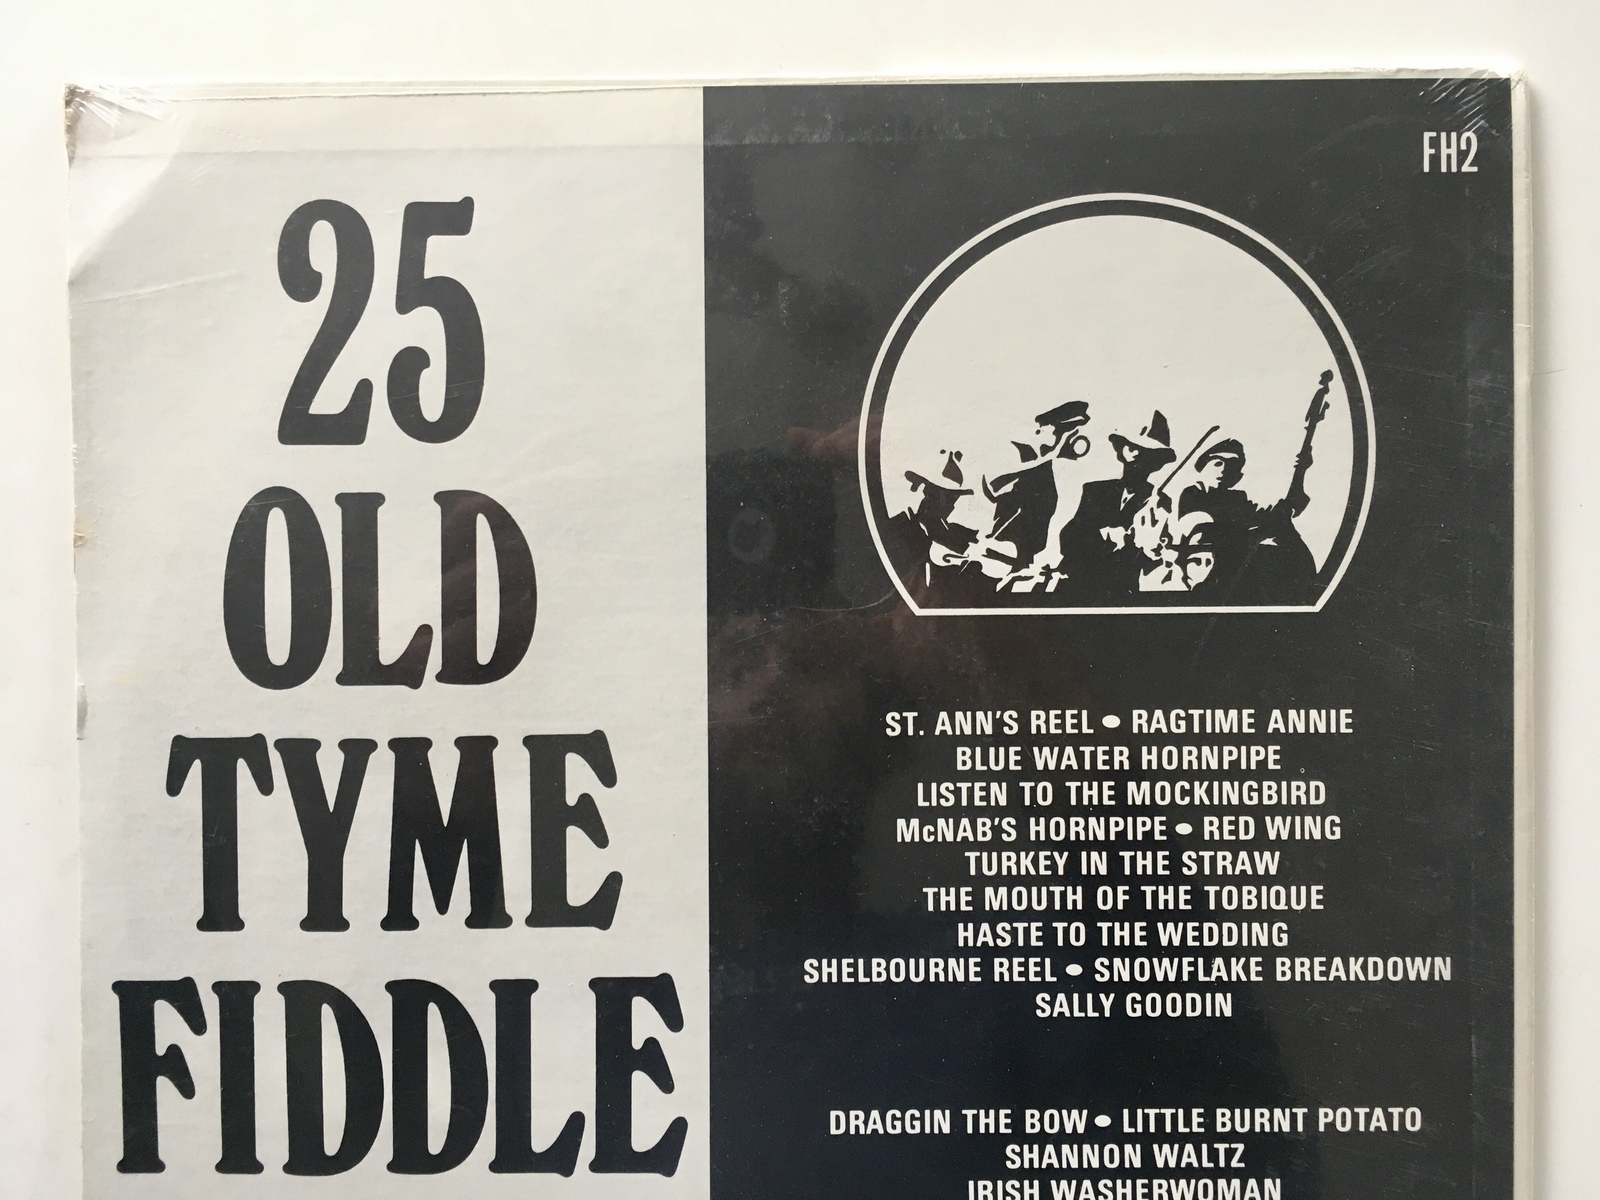 25
OLD
TYME
FIDDLE
FH2
ST. ANN'S REEL • RAGTIME ANNIE
BLUE WATER HORNPIPE
LISTEN TO THE MOCKINGBIRD
McNAB'S HORNPIPE • RED WING
TURKEY IN THE STRAW
THE MOUTH OF THE TOBIQUE
HASTE TO THE WEDDING
SHELBOURNE REEL • SNOWFLAKE BREAKDOWN
SALLY GOODIN
DRAGGIN THE BOW • LITTLE BURNT POTATO
SHANNON WALTZ
IRISH WASHERWOMAN